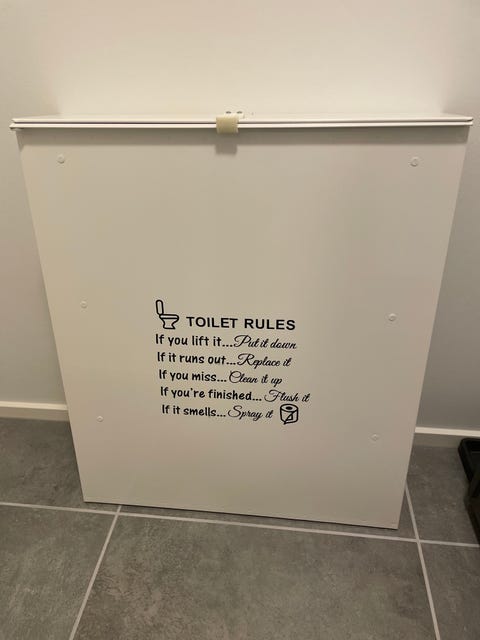 TOILET RULES
If you lift it...Put it down
If it runs out...Replace it
If you miss...Clean it up
If you're finished...Flush it
If it smells...Spray it